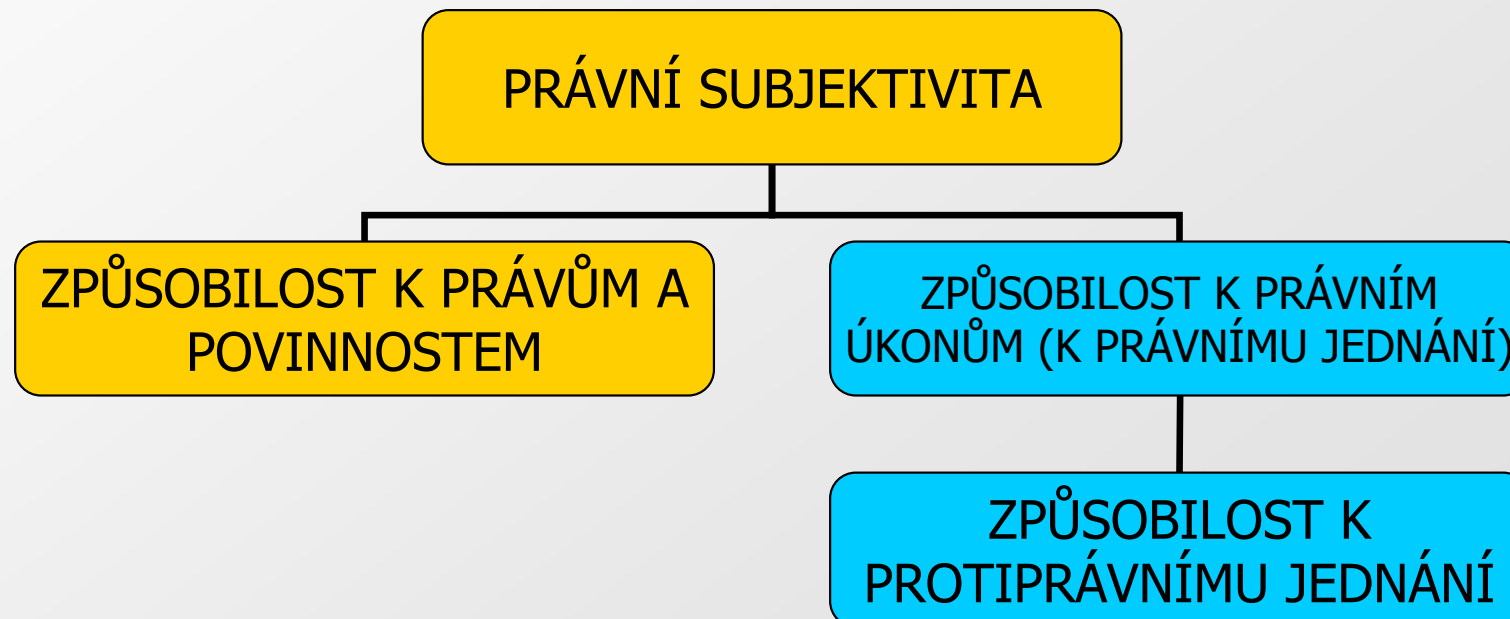 PRÁVNÍ SUBJEKTIVITA
ZPŮSOBILOST K PRÁVŮM A
POVINNOSTEM
ZPŮSOBILOST K PRÁVNÍM
ÚKONŮM (K PRÁVNÍMU JEDNÁNÍ)
ZPŮSOBILOST K
PROTIPRÁVNÍMU JEDNÁNÍ